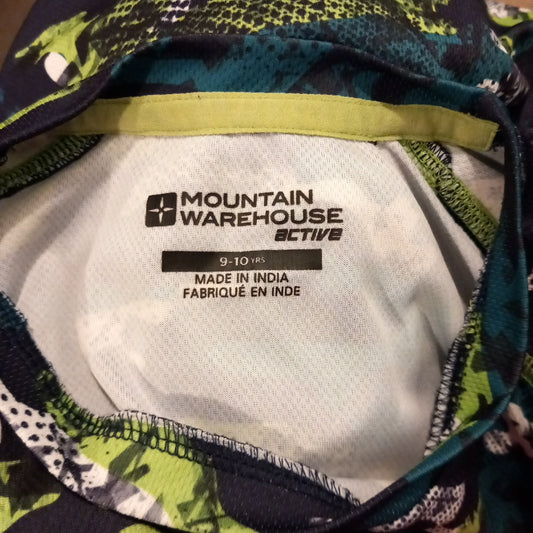 MOUNTAIN
WAREHOUSE
ACTIVE
9-10 YRS
MADE IN INDIA
FABRIQUÉ EN INDE